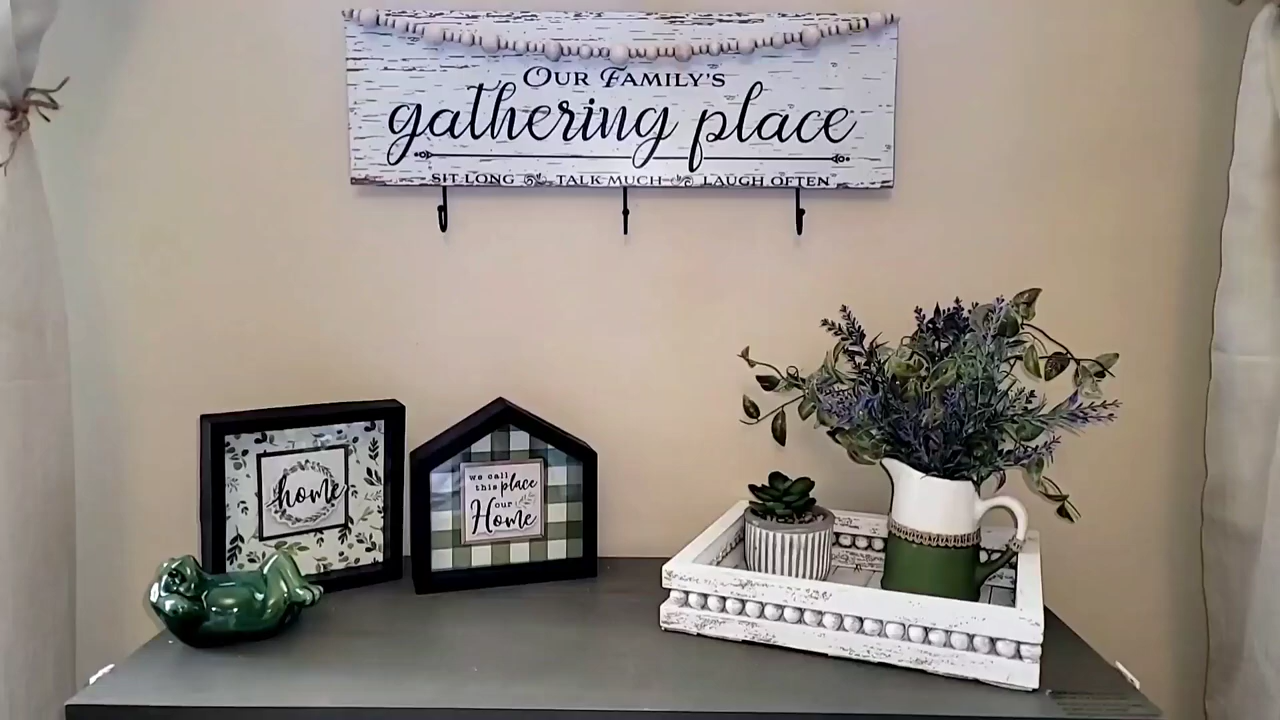 OUR FAMILY'S
gathering place
SIT LONG TALK MUCH LAUGH OFTEN
home
we call
this place
our
Home